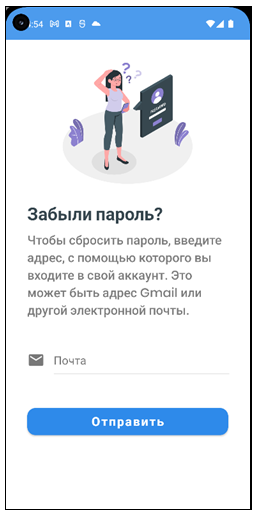 :54
Забыли пароль?
Чтобы сбросить пароль, введите
адрес, с помощью которого вы
входите в свой аккаунт. Это
может быть адрес Gmail или
другой электронной почты.
Почта
Отправить